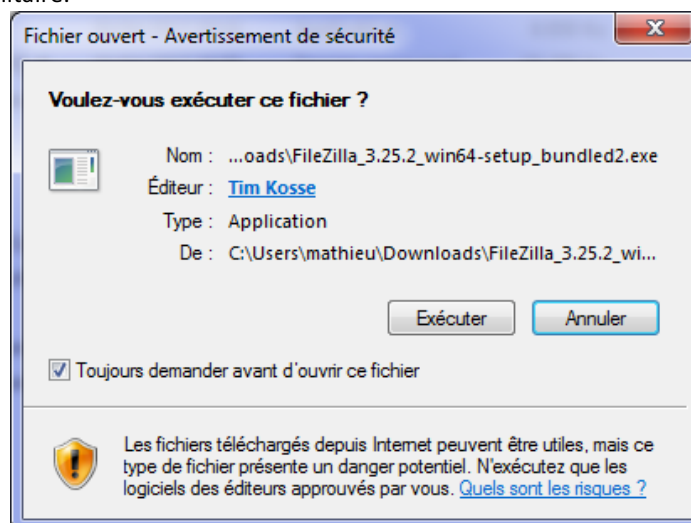 Fichier ouvert - Avertissement de sécurité
Voulez-vous exécuter ce fichier ?
Nom : ...oads\FileZilla_3.25.2_win64-setup_bundled2.exe
Éditeur : Tim Kosse
Type : Application
De : C:\Users\mathieu\Downloads\FileZilla_3.25.2_wi...
Exécuter Annuler
Toujours demander avant d'ouvrir ce fichier
Les fichiers téléchargés depuis Internet peuvent être utiles, mais ce
type de fichier présente un danger potentiel. N'exécutez que les
logiciels des éditeurs approuvés par vous. Quels sont les risques ?